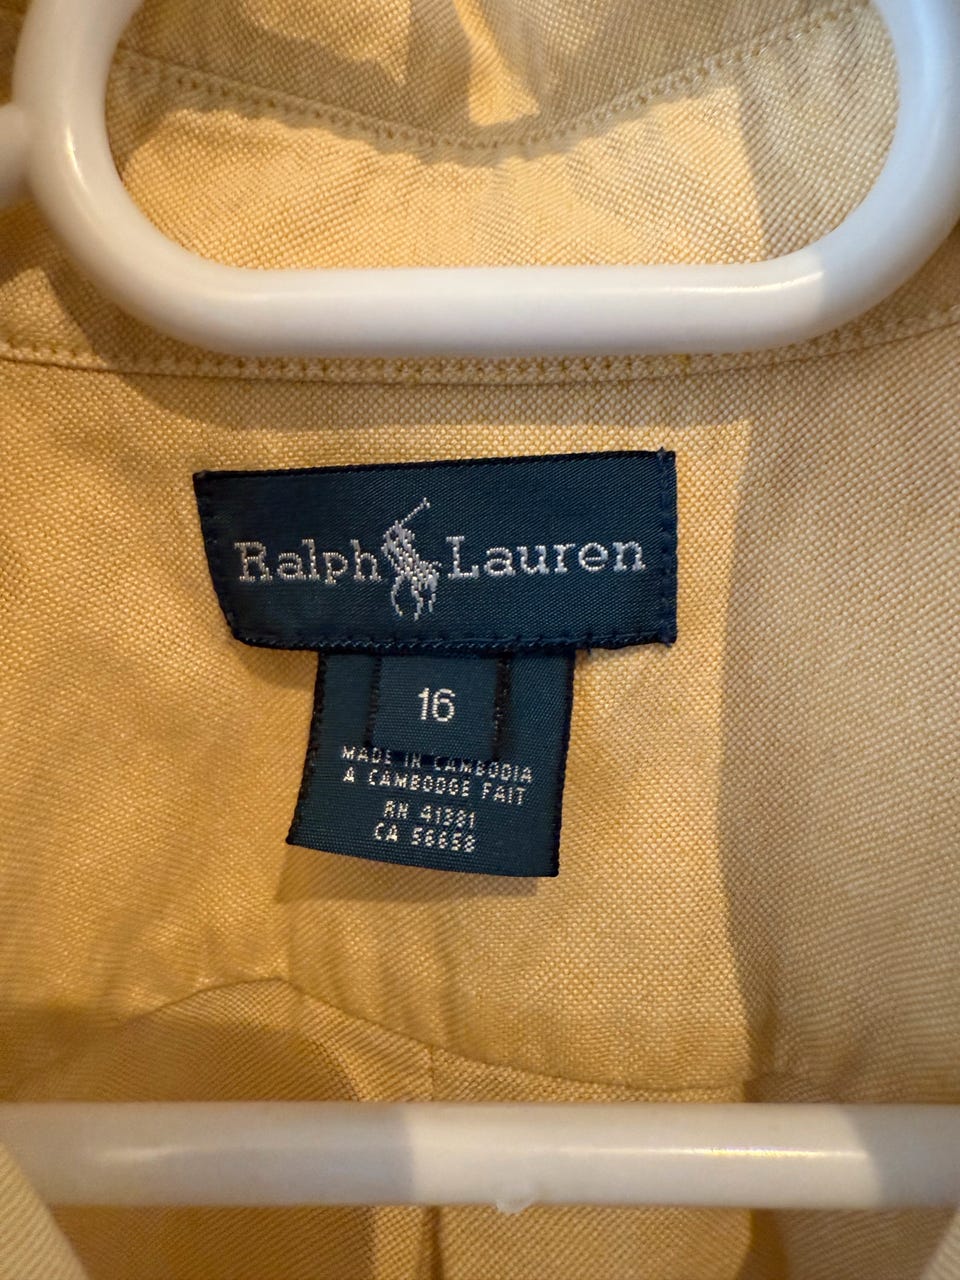 Ralph Lauren
16
MADE IN CAMBODIA
A CAMBODGE FAIT
RN 41381
CA 56658